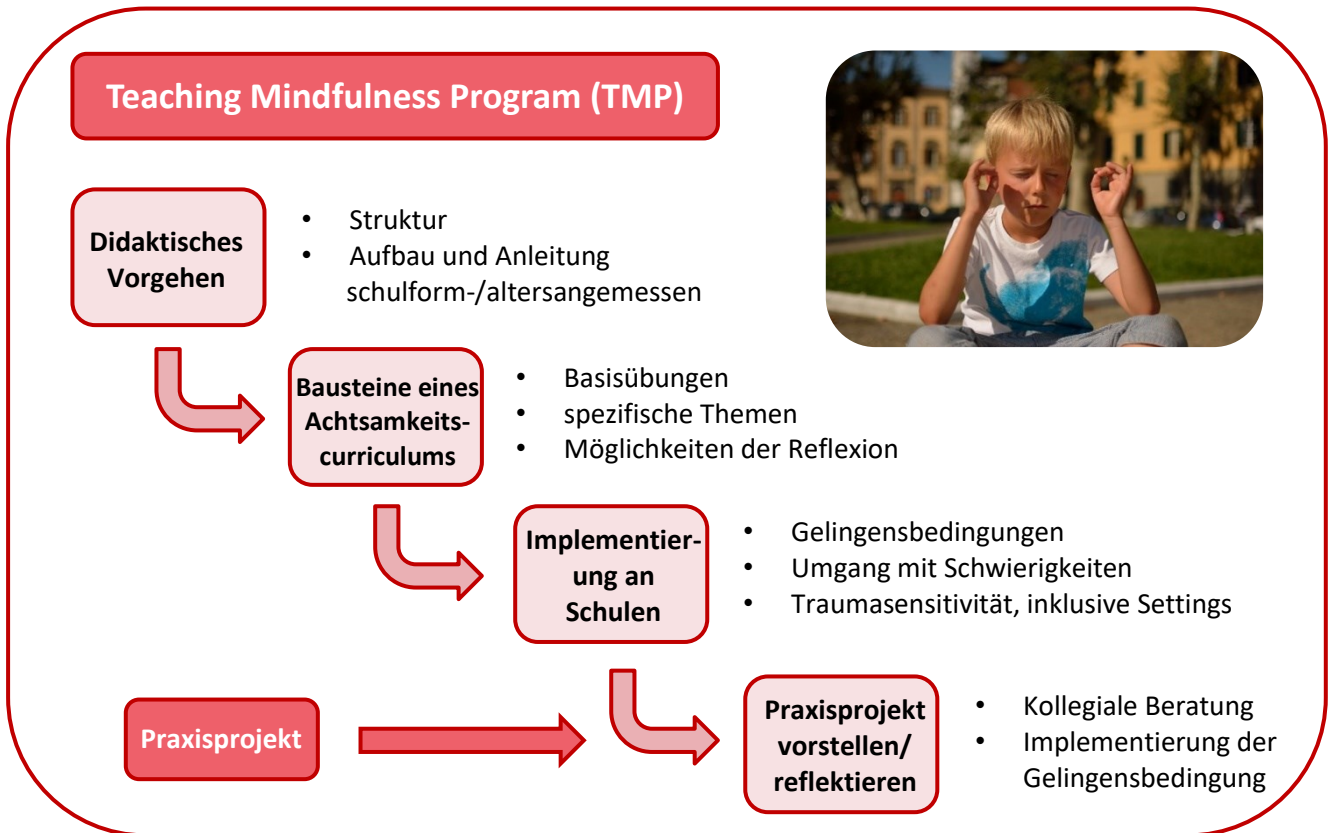 Teaching Mindfulness Program (TMP)
Didaktisches
Vorgehen
• Struktur
• Aufbau und Anleitung
schulform-/altersangemessen
Bausteine eines
Achtsamkeits-
curriculums
• Basisübungen
• spezifische Themen
• Möglichkeiten der Reflexion
Implementier-
ung an
Schulen
• Gelingensbedingungen
• Umgang mit Schwierigkeiten
• Traumasensitivität, inklusive Settings
Praxisprojekt
Praxisprojekt
vorstellen/
reflektieren
• Kollegiale Beratung
• Implementierung der
Gelingensbedingung